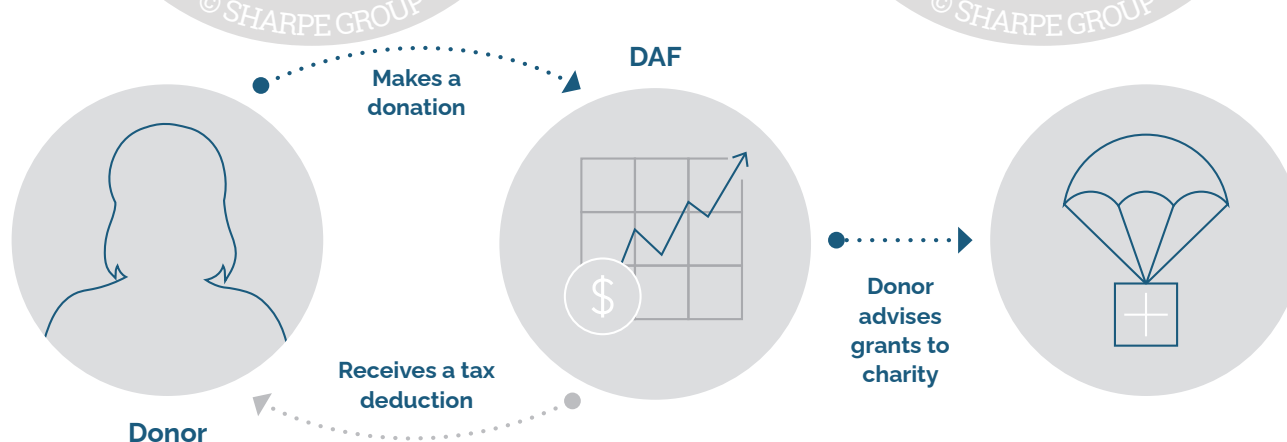 © SHARPE GROUP
© SHARPE GROUP
DAF
Makes a
donation
$
Donor
advises
grants to
charity
Receives a tax
deduction
Donor